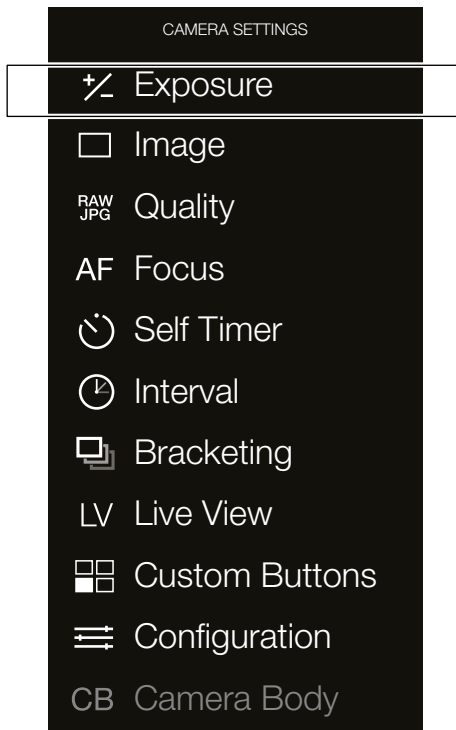 CAMERA SETTINGS
Exposure
Image
RAW
JPG Quality
AF Focus
Self Timer
Interval
Bracketing
LV Live View
Custom Buttons
Configuration
CB Camera Body